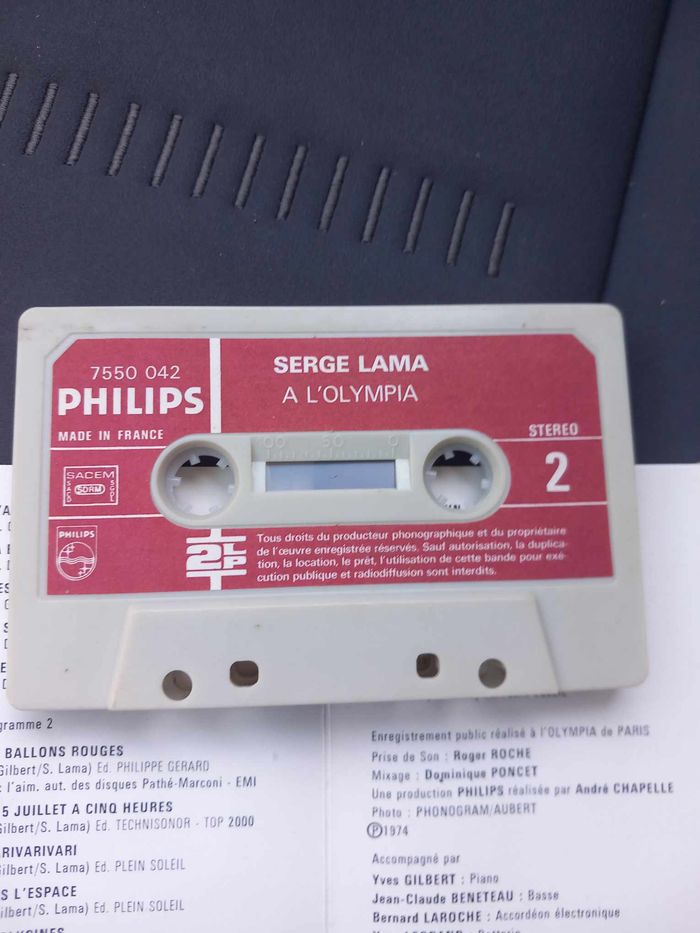 7550 042
PHILIPS
MADE IN FRANCE
SERGE LAMA
A L'OLYMPIA
STEREO
2
100 50 0
SACEM
SACD SDRM SGDL
PHILIPS
2LP
Tous droits du producteur phonographique et du propriétaire
de l'œuvre enregistrée réservés. Sauf autorisation, la duplica-
tion, la location, le prêt, l'utilisation de cette bande pour exé-
cution publique et radiodiffusion sont interdits.
gramme 2
BALLONS ROUGES
Gilbert/S. Lama) Ed. PHILIPPE GERARD
l'aim. aut. des disques Pathé-Marconi - EMI
5 JUILLET A CINQ HEURES
Gilbert/S. Lama) Ed. TECHNISONOR - TOP 2000
RIVARIVARI
Gilbert/S. Lama) Ed. PLEIN SOLEIL
S L'ESPACE
Gilbert/S. Lama) Ed. PLEIN SOLEIL
Enregistrement public réalisé à l'OLYMPIA de PARIS
Prise de Son : Roger ROCHE
Mixage : Dominique PONCET
Une production PHILIPS réalisée par André CHAPELLE
Photo : PHONOGRAM/AUBERT
Ⓟ1974
Accompagné par
Yves GILBERT : Piano
Jean-Claude BENETEAU : Basse
Bernard LAROCHE : Accordéon électronique